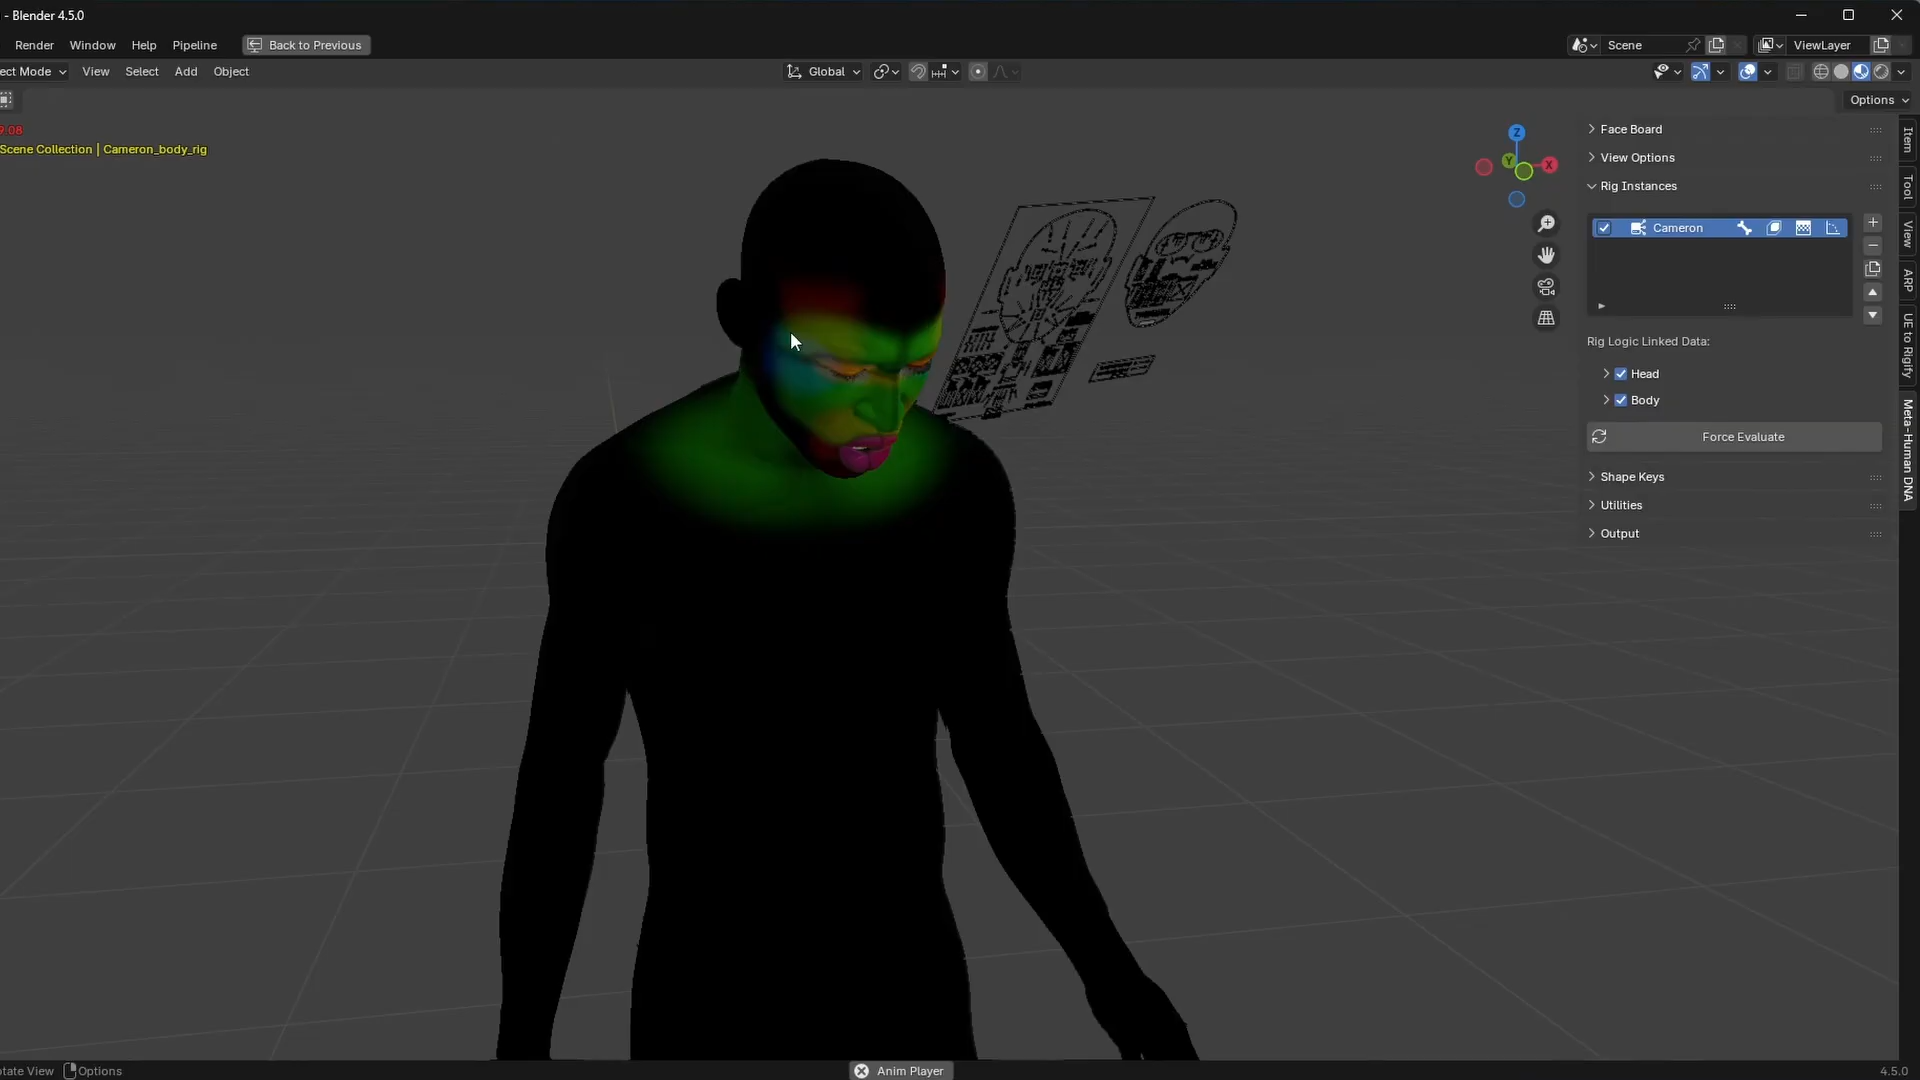 - Blender 4.5.0
Render Window Help Pipeline Back to Previous Scene ViewLayer
ect Mode View Select Add Object Global
Options
9.08
Scene Collection | Cameron_body_rig
Z
Y
X
Face Board
View Options
Rig Instances
Cameron
Rig Logic Linked Data:
Head
Body
Force Evaluate
Shape Keys
Utilities
Output
Item
Tool
View
ARP
UE to Rigify
Meta-Human DNA
otate View Options Anim Player 4.5.0